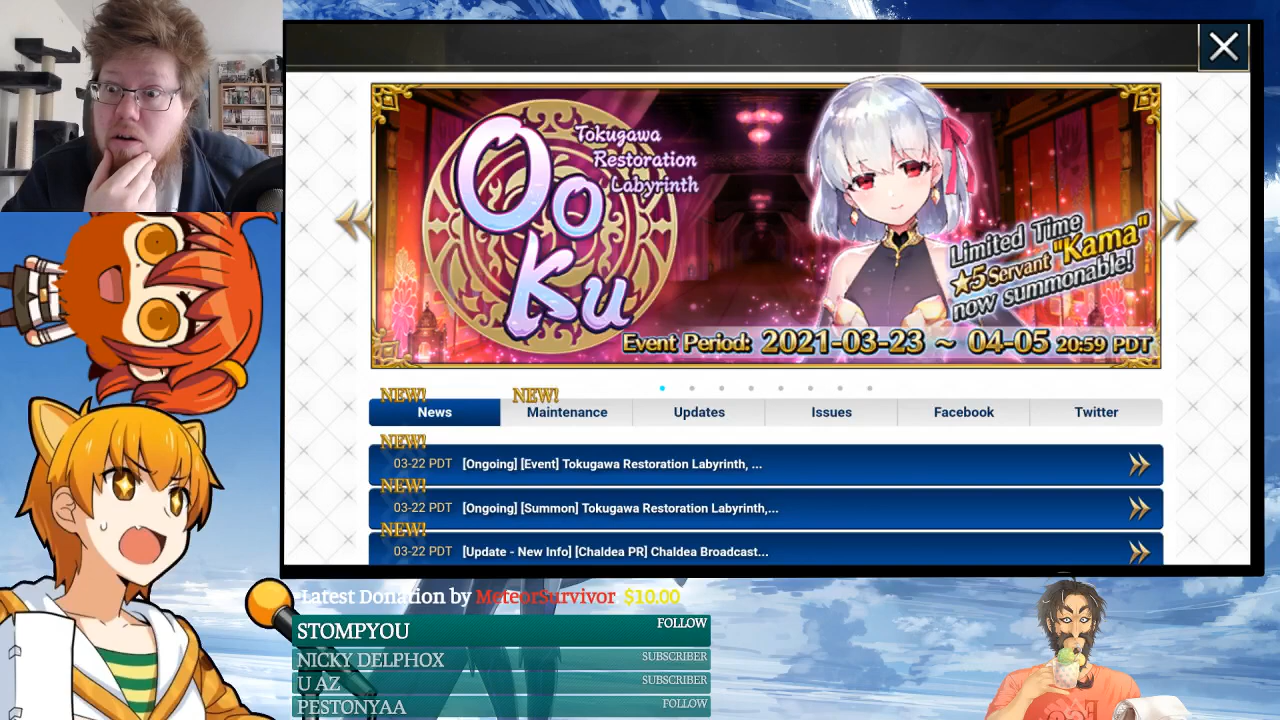 Oo
Ku
Tokugawa
Restoration
Labyrinth
Limited Time
★5 Servant "Kama"
now summonable!
Event Period: 2021-03-23 ~ 04-05 20:59 PDT
NEW! NEW!
News Maintenance Updates Issues Facebook Twitter
NEW!
03-22 PDT [Ongoing] [Event] Tokugawa Restoration Labyrinth, ...
NEW!
03-22 PDT [Ongoing] [Summon] Tokugawa Restoration Labyrinth,...
NEW!
03-22 PDT [Update - New Info] [Chaldea PR] Chaldea Broadcast...
Latest Donation by MeteorSurvivor $10.00
STOMPYOU FOLLOW
NICKY DELPHOX SUBSCRIBER
U AZ SUBSCRIBER
PESTONYAA FOLLOW